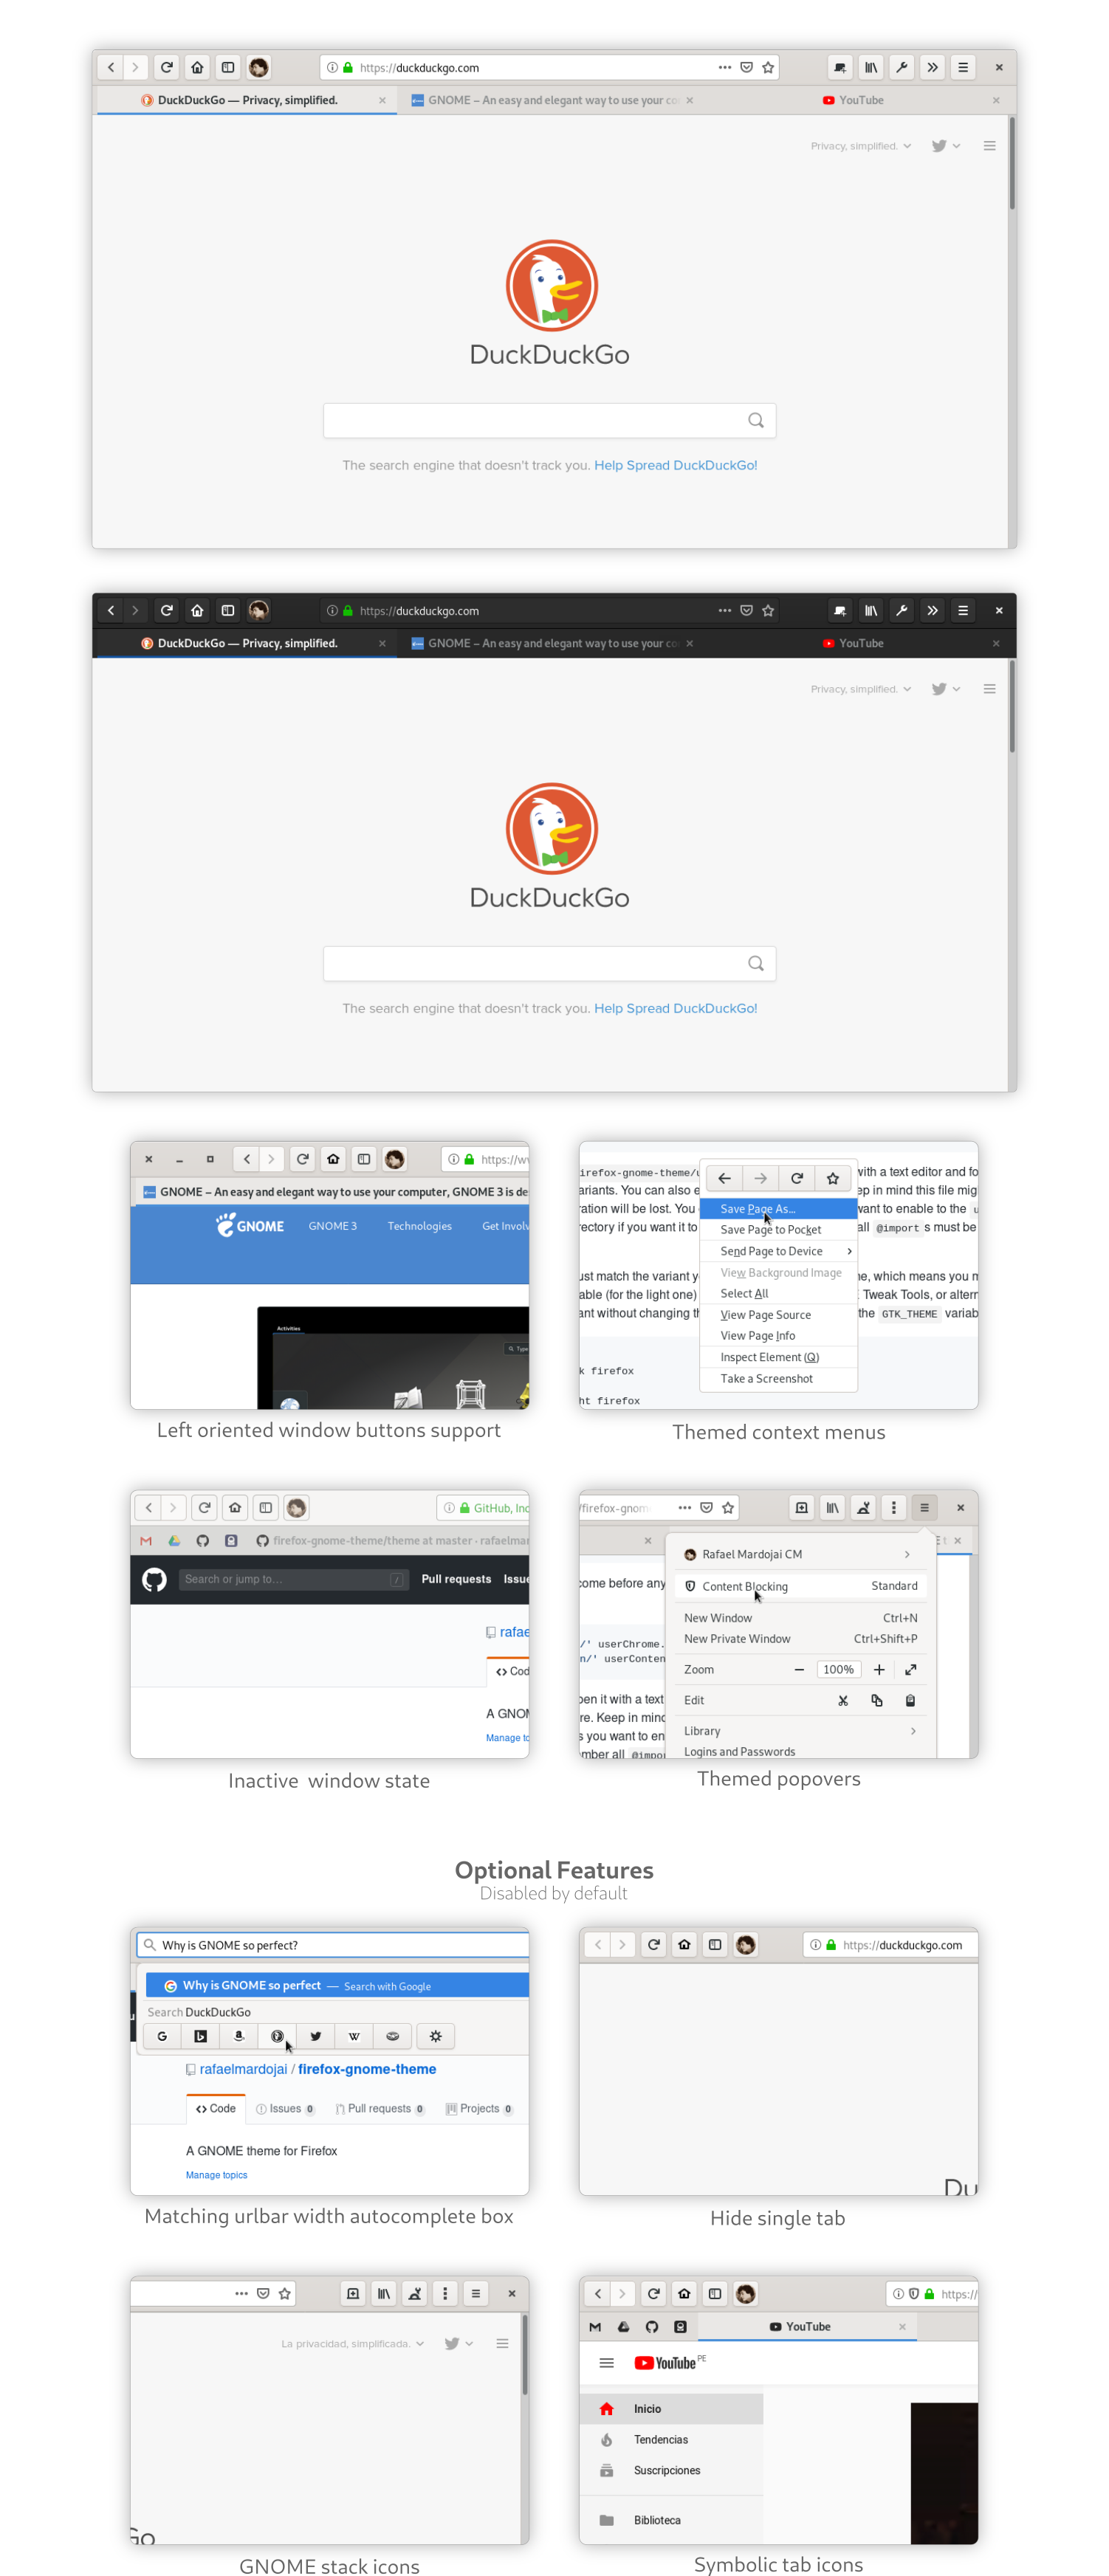 https://duckduckgo.com
DuckDuckGo — Privacy, simplified.
GNOME – An easy and elegant way to use your co
YouTube
Privacy, simplified.
DuckDuckGo
The search engine that doesn't track you. Help Spread DuckDuckGo!
https://duckduckgo.com
DuckDuckGo — Privacy, simplified.
GNOME – An easy and elegant way to use your co
YouTube
Privacy, simplified.
DuckDuckGo
The search engine that doesn't track you. Help Spread DuckDuckGo!
https://w
GNOME – An easy and elegant way to use your computer, GNOME 3 is de
GNOME
GNOME 3
Technologies
Get Involv
Activities
Type
Left oriented window buttons support
irefox-gnome-theme/u
with a text editor and fo
ariants. You can also e
ep in mind this file mig
ration will be lost. You
want to enable to the u
rectory if you want it to
all @import s must be
ust match the variant y
e, which means you m
able (for the light one)
Tweak Tools, or altern
ant without changing th
the GTK_THEME variab
k firefox
ht firefox
Save Page As...
Save Page to Pocket
Send Page to Device
View Background Image
Select All
View Page Source
View Page Info
Inspect Element (Q)
Take a Screenshot
Themed context menus
GitHub, Inc
firefox-gnome-theme/theme at master · rafaelmar
Search or jump to...
/
Pull requests
Issue
rafae
Cod
A GNOM
Manage to
Inactive window state
/firefox-gnom
come before any
/' userChrome.
n/' userConten
pen it with a text
re. Keep in mind
s you want to en
mber all @impor
Rafael Mardojai CM
Content Blocking
Standard
New Window
Ctrl+N
New Private Window
Ctrl+Shift+P
Zoom
100%
Edit
Library
Logins and Passwords
Themed popovers
Optional Features
Disabled by default
Why is GNOME so perfect?
Why is GNOME so perfect — Search with Google
Search DuckDuckGo
rafaelmardojai / firefox-gnome-theme
Code
Issues 0
Pull requests 0
Projects 0
A GNOME theme for Firefox
Manage topics
Matching urlbar width autocomplete box
https://duckduckgo.com
Du
Hide single tab
La privacidad, simplificada.
Go
GNOME stack icons
https://
YouTube
YouTube PE
Inicio
Tendencias
Suscripciones
Biblioteca
Symbolic tab icons